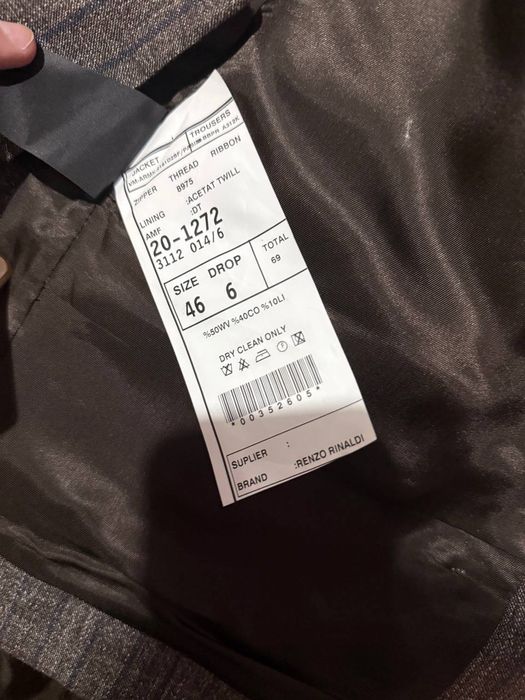 JACKET : TROUSERS
ZIPPER THREAD RIBBON
8975
LINING :ACETAT TWILL
AMF :DT
20-1272
3112 014/6
SIZE DROP : TOTAL
46 6 69
%50WV %40CO %10LI
DRY CLEAN ONLY
*00352605*
SUPLIER :
BRAND :RENZO RINALDI